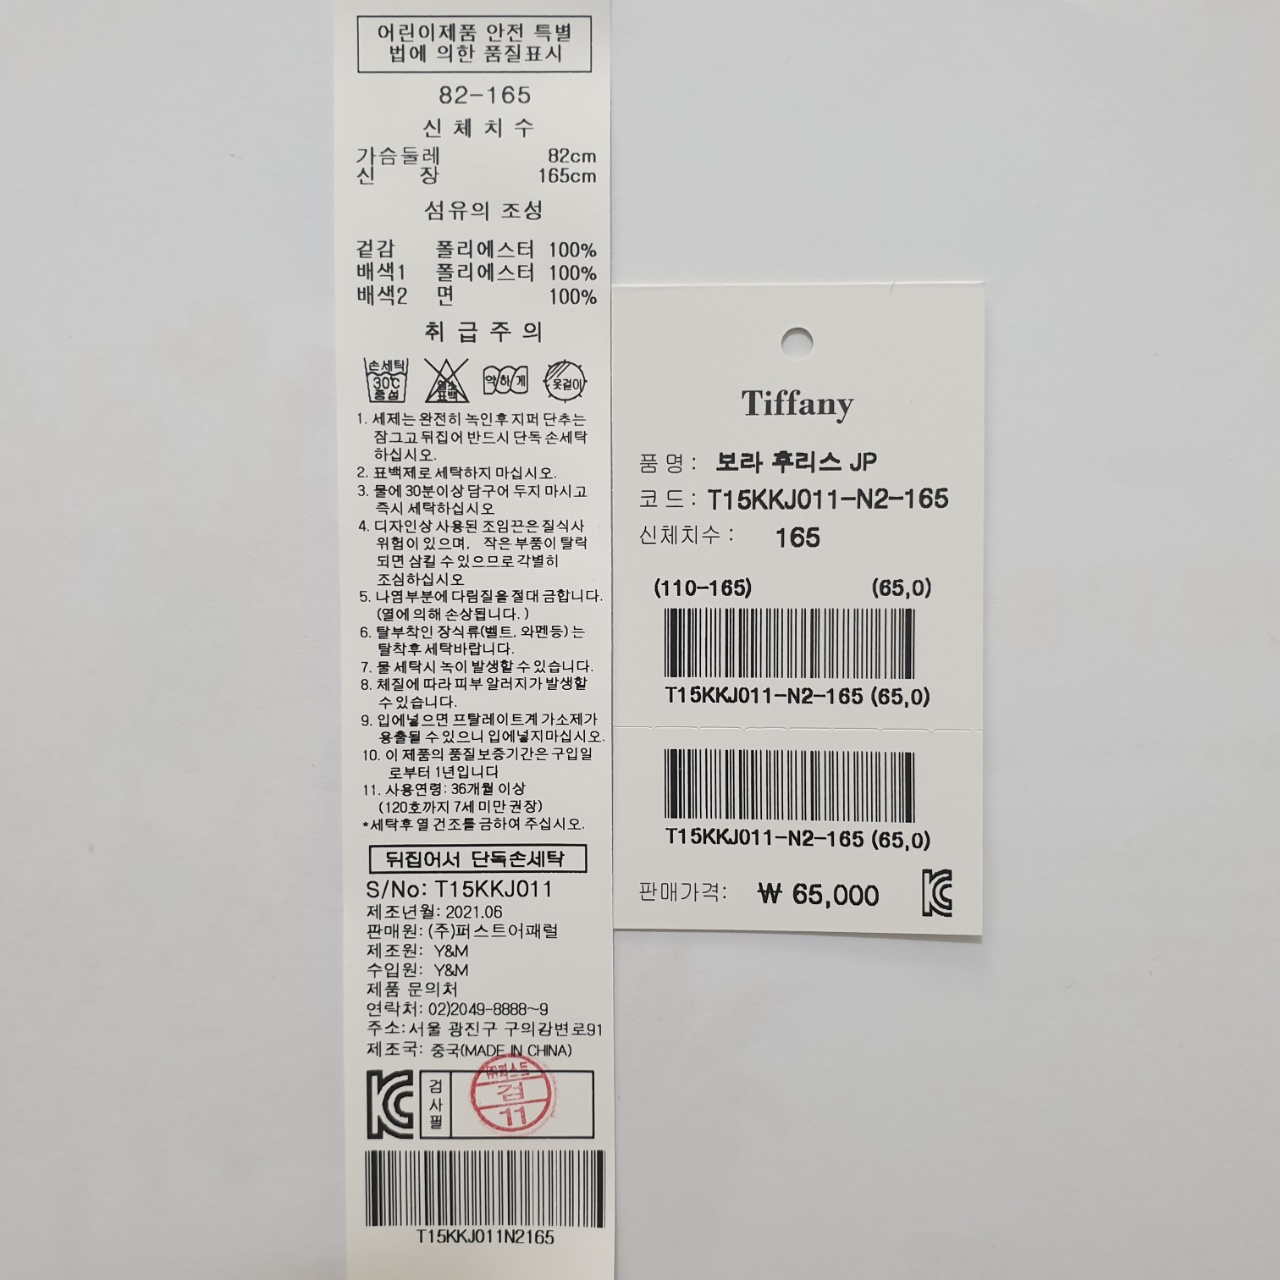 어린이제품 안전 특별
법에 의한 품질표시
82-165
신 체 치 수
가슴둘레 82cm
신 장 165cm
섬유의 조성
겉감 폴리에스터 100%
배색1 폴리에스터 100%
배색2 면 100%
취 급 주 의
손세탁
30℃
중성
염소
표백
약하게
옷걸이
1. 세제는 완전히 녹인후 지퍼 단추는
잠그고 뒤집어 반드시 단독 손세탁
하십시오.
2. 표백제로 세탁하지 마십시오.
3. 물에 30분이상 담구어 두지 마시고
즉시 세탁하십시오
4. 디자인상 사용된 조임끈은 질식사
위험이 있으며, 작은 부품이 탈락
되면 삼킬 수 있으므로 각별히
조심하십시오
5. 나염부분에 다림질을 절대 금합니다.
(열에 의해 손상됩니다. )
6. 탈부착인 장식류(벨트, 와펜등) 는
탈착후 세탁바랍니다.
7. 물 세탁시 녹이 발생할 수 있습니다.
8. 체질에 따라 피부 알러지가 발생할
수 있습니다.
9. 입에넣으면 프탈레이트계 가소제가
용출될 수 있으니 입에넣지마십시오.
10. 이 제품의 품질보증기간은 구입일
로부터 1년입니다
11. 사용연령: 36개월 이상
(120호까지 7세 미만 권장)
*세탁후 열 건조를 금하여 주십시오.
뒤집어서 단독손세탁
S/No: T15KKJ011
제조년월: 2021.06
판매원: (주)퍼스트어패럴
제조원: Y&M
수입원: Y&M
제품 문의처
연락처: 02)2049-8888~9
주소: 서울 광진구 구의강변로91
제조국: 중국(MADE IN CHINA)
KC
검사필
(주)퍼스트
검
11
T15KKJ011N2165
Tiffany
품 명 : 보라 후리스 JP
코 드 : T15KKJ011-N2-165
신체치수 : 165
(110-165) (65,0)
T15KKJ011-N2-165 (65,0)
T15KKJ011-N2-165 (65,0)
판매가격: ₩ 65,000
KC